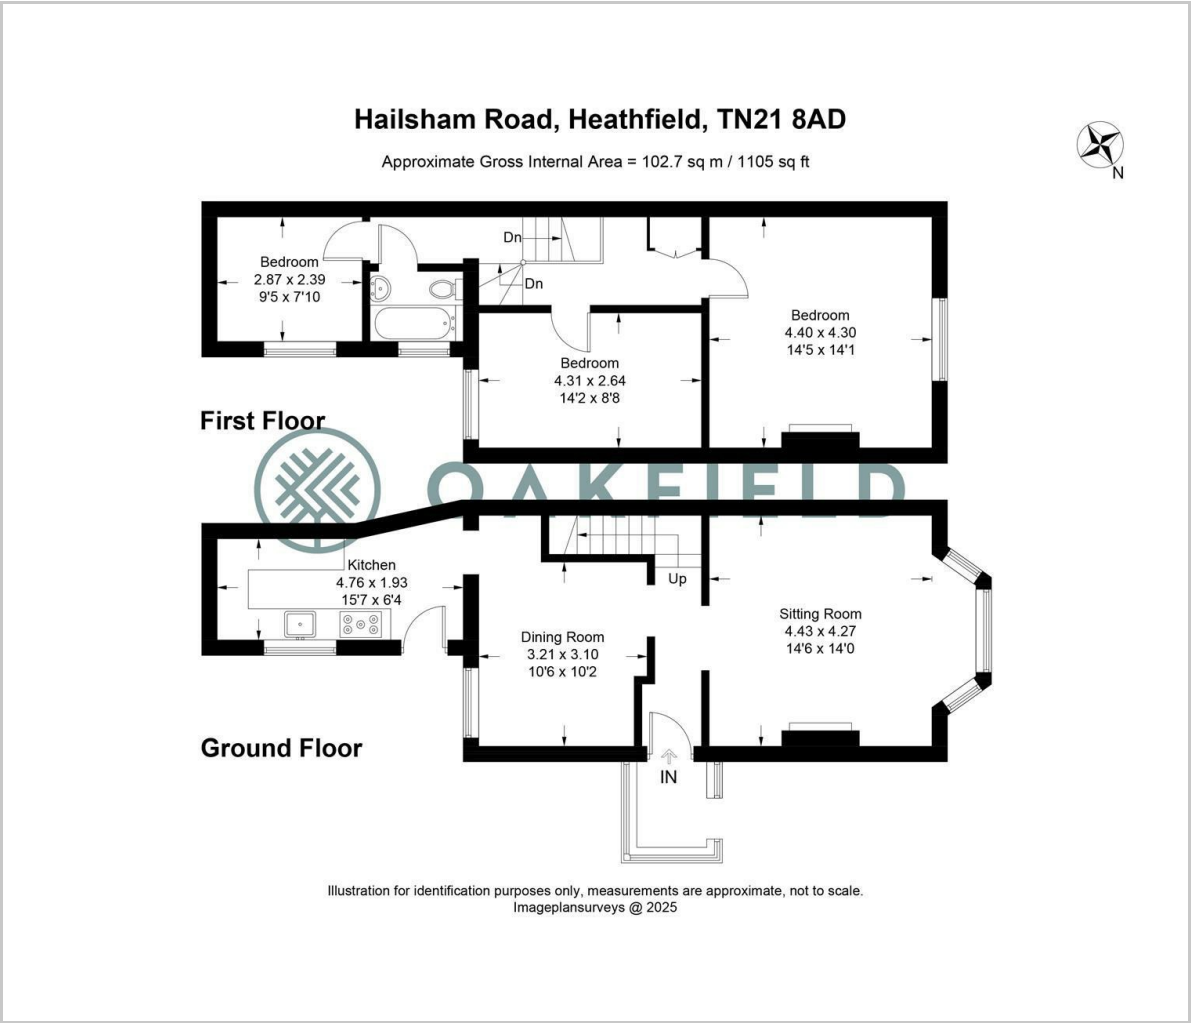 Hailsham Road, Heathfield, TN21 8AD
Approximate Gross Internal Area = 102.7 sq m / 1105 sq ft
N
Bedroom
2.87 x 2.39
9'5 x 7'10
Dn
Dn
Bedroom
4.31 x 2.64
14'2 x 8'8
Bedroom
4.40 x 4.30
14'5 x 14'1
First Floor
OAKFIELD
Kitchen
4.76 x 1.93
15'7 x 6'4
Up
Dining Room
3.21 x 3.10
10'6 x 10'2
Sitting Room
4.43 x 4.27
14'6 x 14'0
Ground Floor
IN
Illustration for identification purposes only, measurements are approximate, not to scale.
Imageplansurveys @ 2025